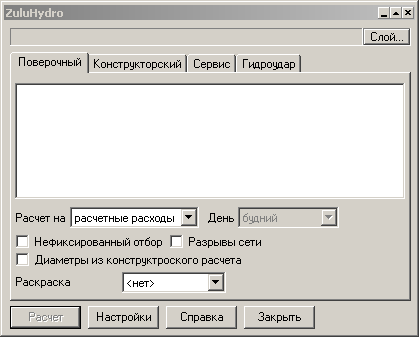 ZuluHydro
Слой...
Поверочный Конструкторский Сервис Гидроудар
Расчет на расчетные расходы День будний
Нефиксированный отбор Разрывы сети
Диаметры из конструктроского расчета
Раскраска <нет>
Расчет Настройки Справка Закрыть